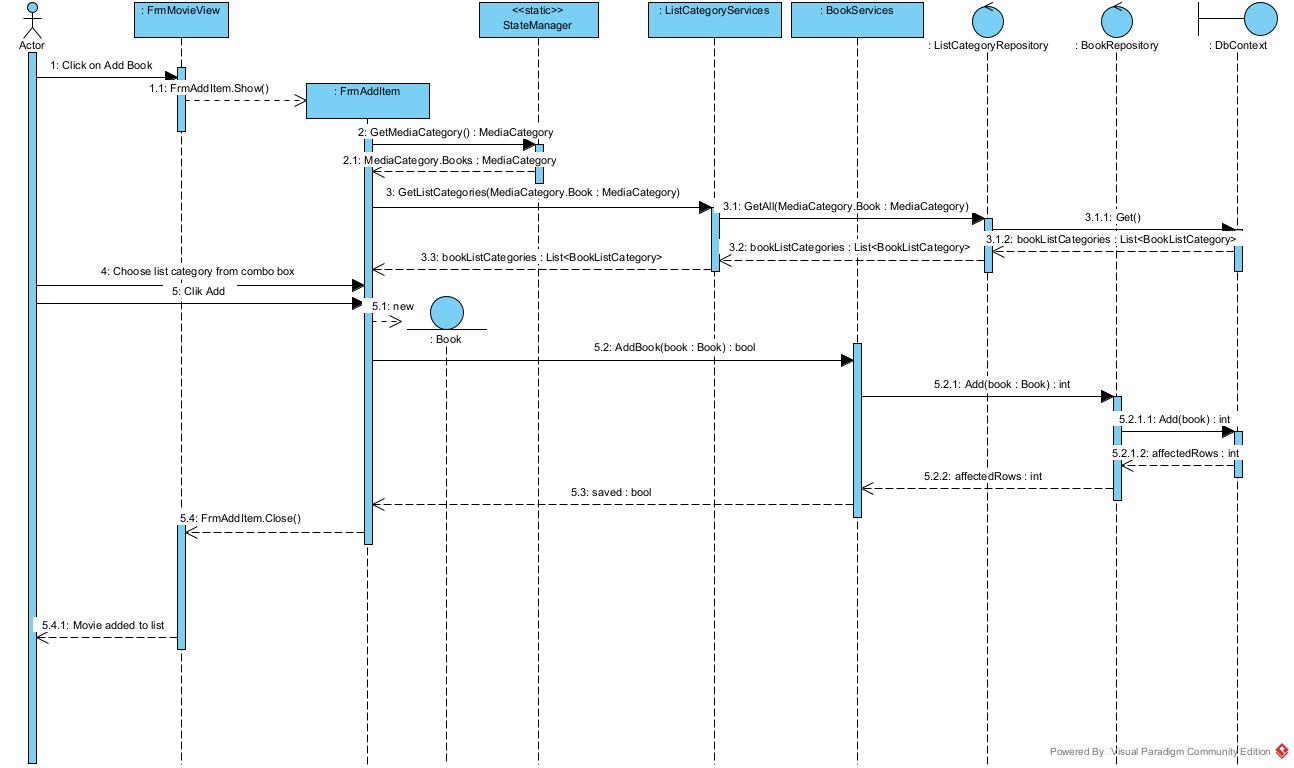 : FrmMovieView
<<static>>
StateManager
: ListCategoryServices
: BookServices
Actor
: ListCategoryRepository
: BookRepository
: DbContext
1: Click on Add Book
1.1: FrmAddItem.Show()
: FrmAddItem
2: GetMediaCategory() : MediaCategory
2.1: MediaCategory.Books : MediaCategory
3: GetListCategories(MediaCategory.Book : MediaCategory)
3.1: GetAll(MediaCategory.Book : MediaCategory)
3.1.1: Get()
3.1.2: bookListCategories : List<BookListCategory>
3.2: bookListCategories : List<BookListCategory>
3.3: bookListCategories : List<BookListCategory>
4: Choose list category from combo box
5: Clik Add
5.1: new
: Book
5.2: AddBook(book : Book) : bool
5.2.1: Add(book : Book) : int
5.2.1.1: Add(book) : int
5.2.1.2: affectedRows : int
5.2.2: affectedRows : int
5.3: saved : bool
5.4: FrmAddItem.Close()
5.4.1: Movie added to list
Powered By Visual Paradigm Community Edition